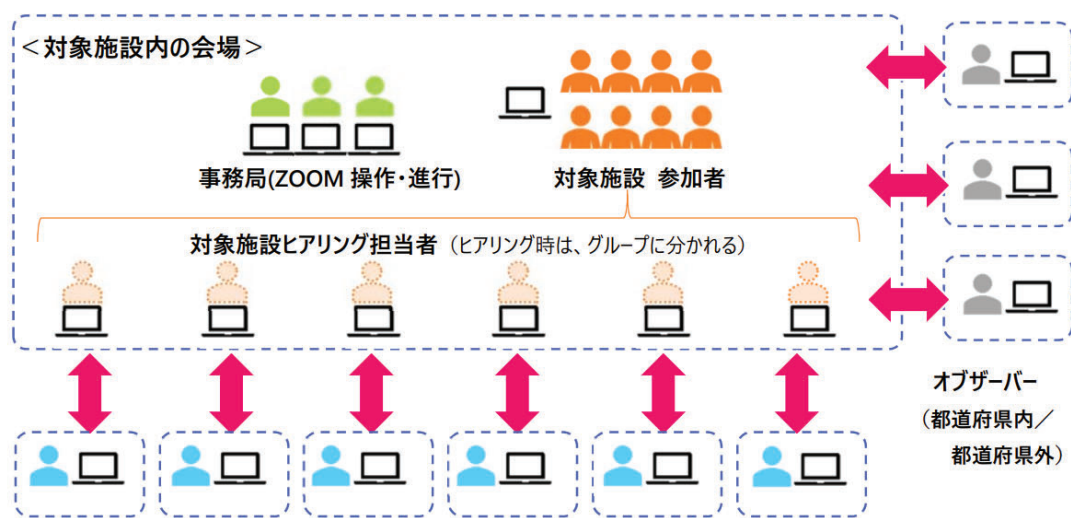 ＜対象施設内の会場＞
事務局(ZOOM 操作・進行)
対象施設 参加者
対象施設ヒアリング担当者 （ヒアリング時は、グループに分かれる）
オブザーバー
（都道府県内／
都道府県外）